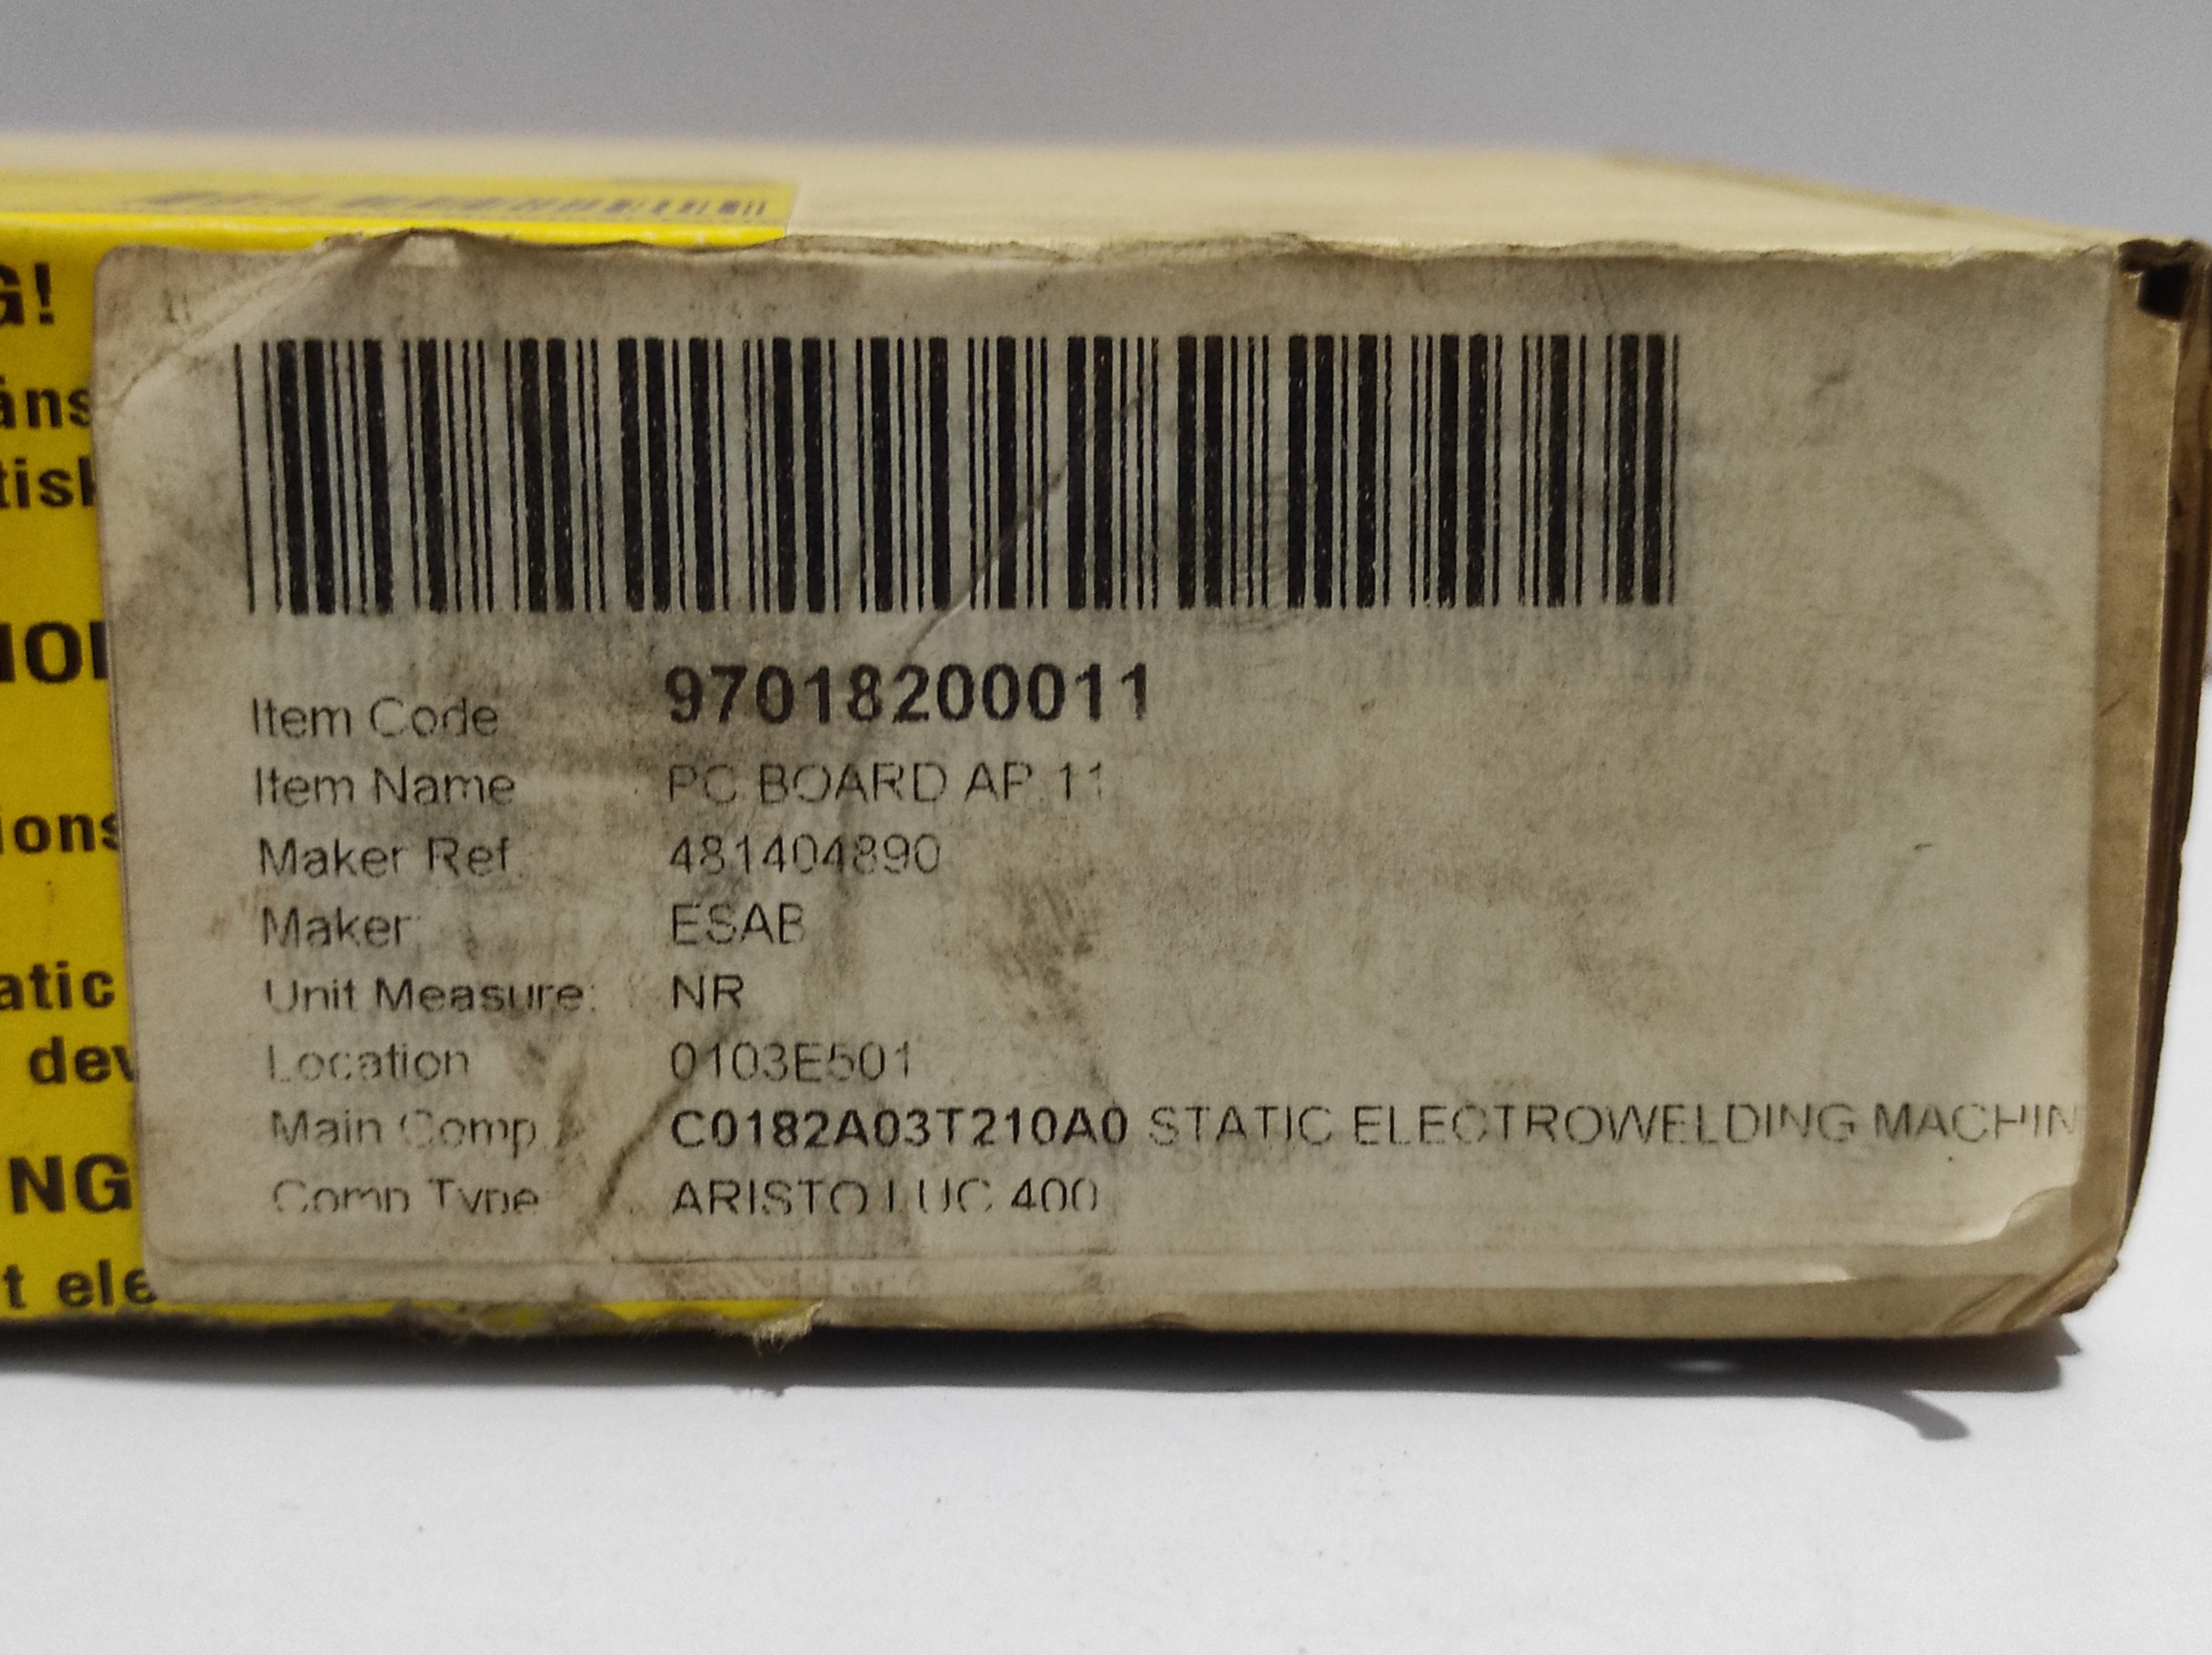 G!
äns
tisk
ions
atic
dev
NG
t ele
Item Code 97018200011
Item Name PC BOARD AP 11
Maker Ref. 481404890
Maker: ESAB
Unit Measure: NR
Location 0103E501
Main Comp. C0182A03T210A0 STATIC ELECTROWELDING MACHIN
Comp Type ARISTO LUC 400